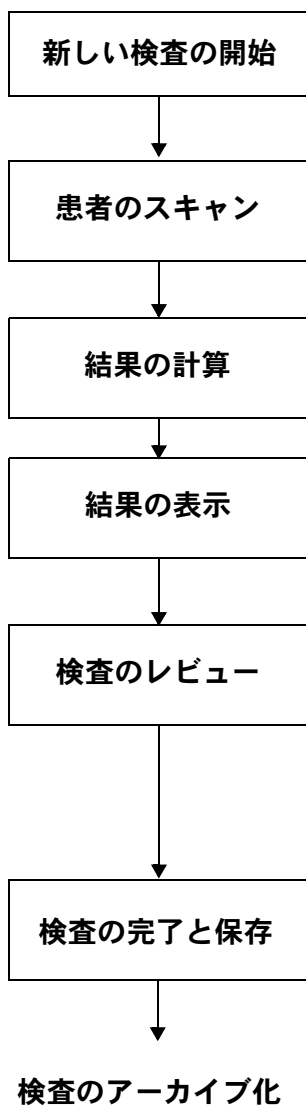 新しい検査の開始
患者のスキャン
結果の計算
結果の表示
検査のレビュー
検査の完了と保存
検査のアーカイブ化